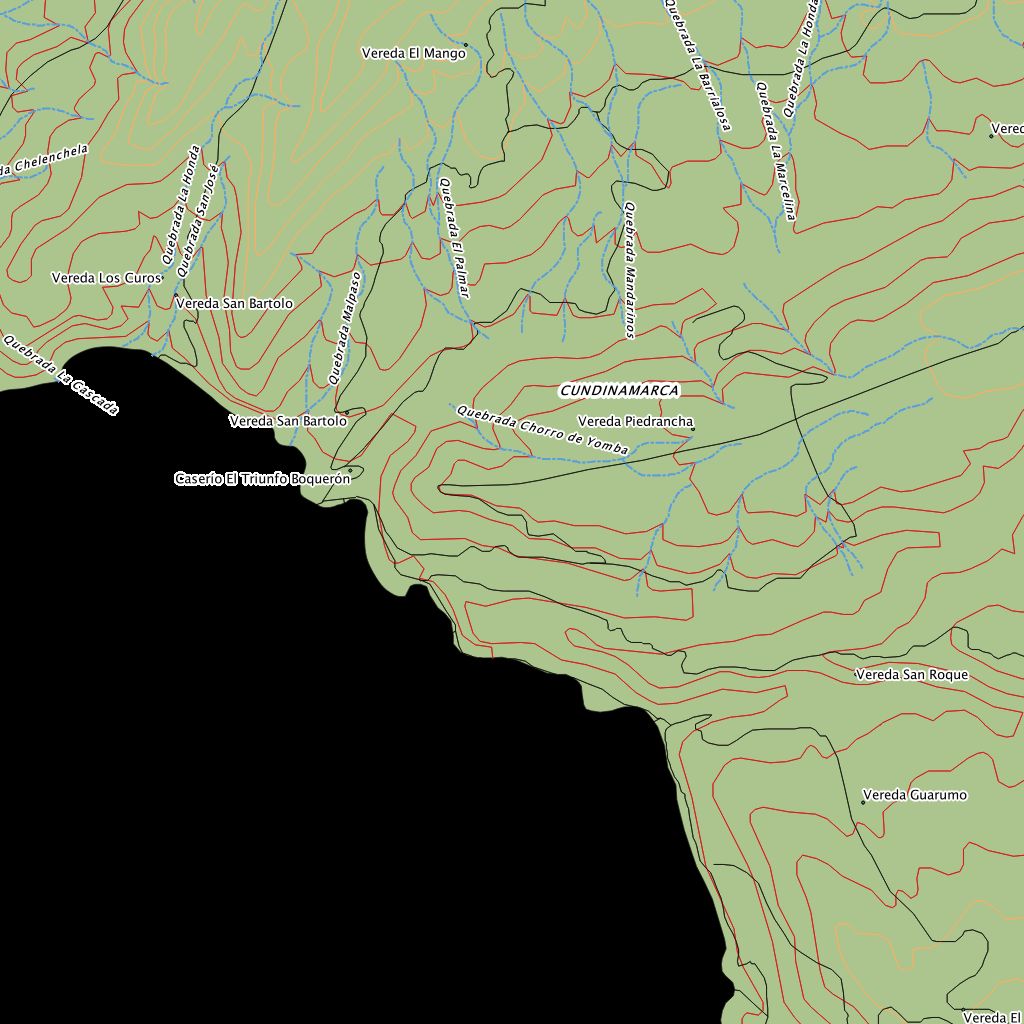 Vereda El Mango
Quebrada La Barrialosa
Quebrada La Honda
Quebrada La Marcelina
Vered
da Chelenchela
Quebrada La Honda
Quebrada San José
Quebrada El Palmar
Quebrada Mandarinos
Vereda Los Curos
Vereda San Bartolo
Quebrada Malpaso
Quebrada La Cascada
CUNDINAMARCA
Vereda San Bartolo
Quebrada Chorro de Yomba
Vereda Piedrancha
Caserío El Triunfo Boquerón
Vereda San Roque
Vereda Guarumo
Vereda El